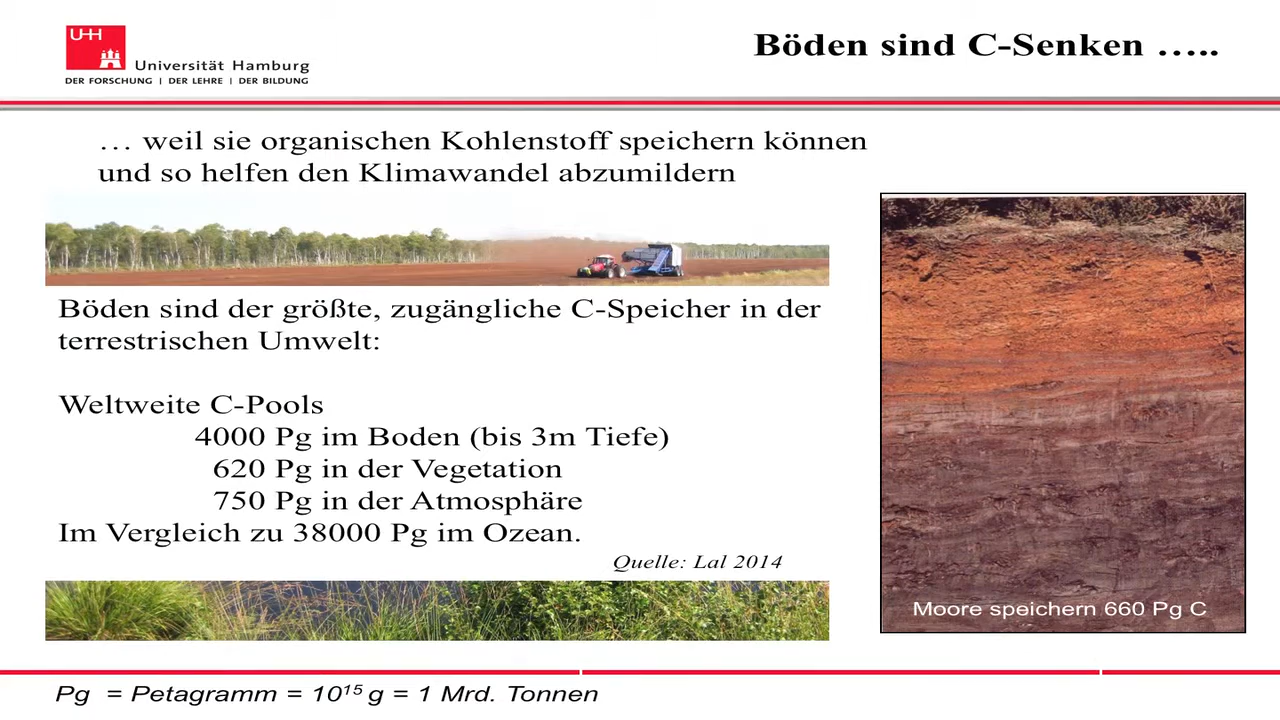 UHH
Universität Hamburg
DER FORSCHUNG | DER LEHRE | DER BILDUNG
Böden sind C-Senken …..
… weil sie organischen Kohlenstoff speichern können
und so helfen den Klimawandel abzumildern
Böden sind der größte, zugängliche C-Speicher in der
terrestrischen Umwelt:
Weltweite C-Pools
4000 Pg im Boden (bis 3m Tiefe)
620 Pg in der Vegetation
750 Pg in der Atmosphäre
Im Vergleich zu 38000 Pg im Ozean.
Quelle: Lal 2014
Moore speichern 660 Pg C
Pg = Petagramm = 10¹⁵ g = 1 Mrd. Tonnen